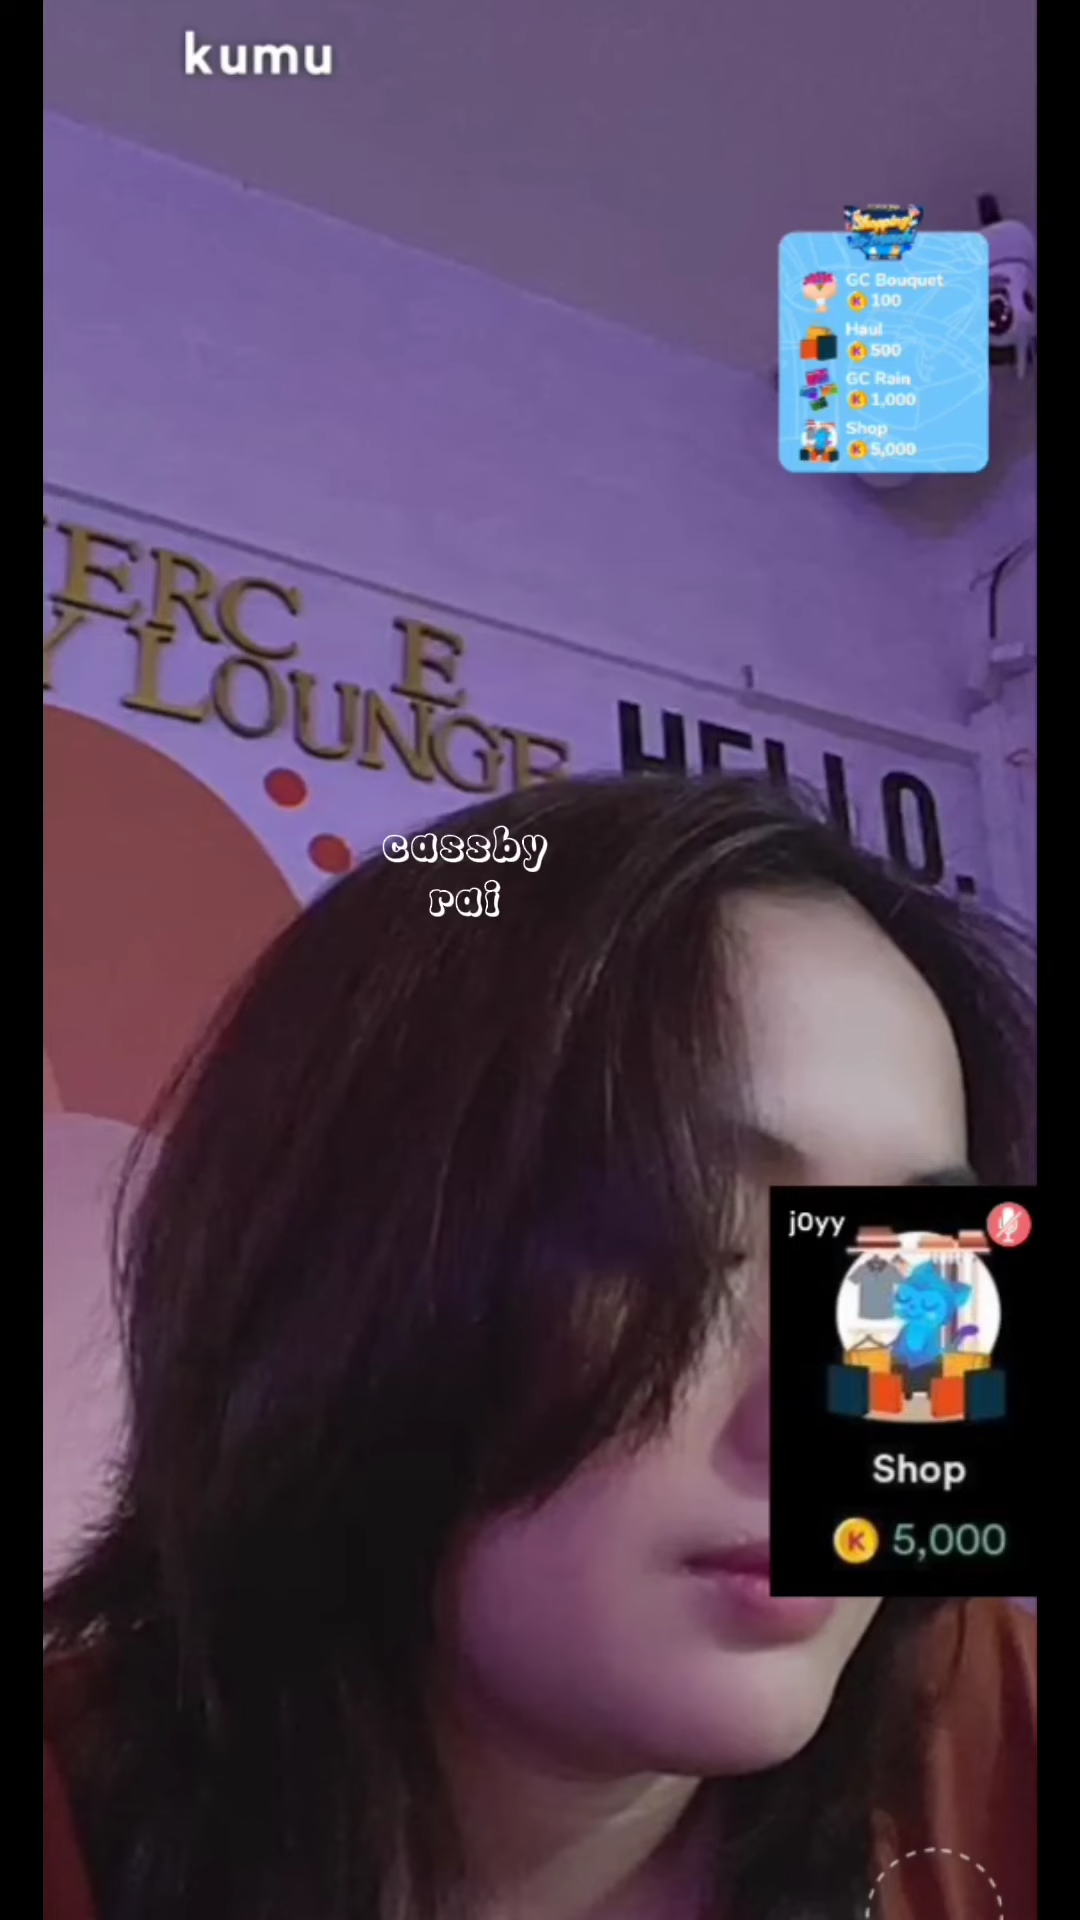 kumu
GC Bouquet
K 100
Haul
K 500
GC Rain
K 1,000
Shop
K 5,000
ERC E
Y LOUNGE
HELLO.
cassby
rai
j0yy
Shop
K 5,000